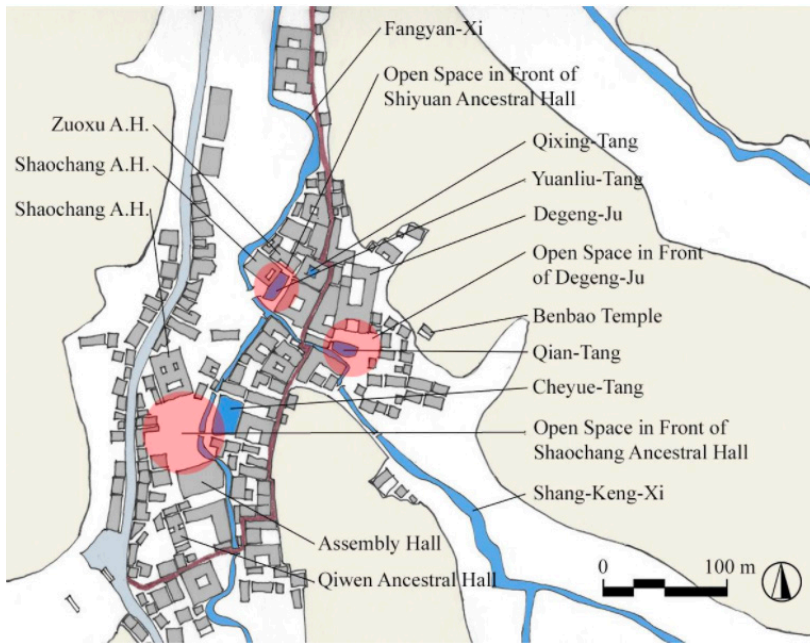 Fangyan-Xi
Open Space in Front of
Shiyuan Ancestral Hall
Zuoxu A.H.
Qixing-Tang
Shaochang A.H.
Yuanliu-Tang
Shaochang A.H.
Degeng-Ju
Open Space in Front
of Degeng-Ju
Benbao Temple
Qian-Tang
Cheyue-Tang
Open Space in Front of
Shaochang Ancestral Hall
Shang-Keng-Xi
Assembly Hall
Qiwen Ancestral Hall
0 100 m